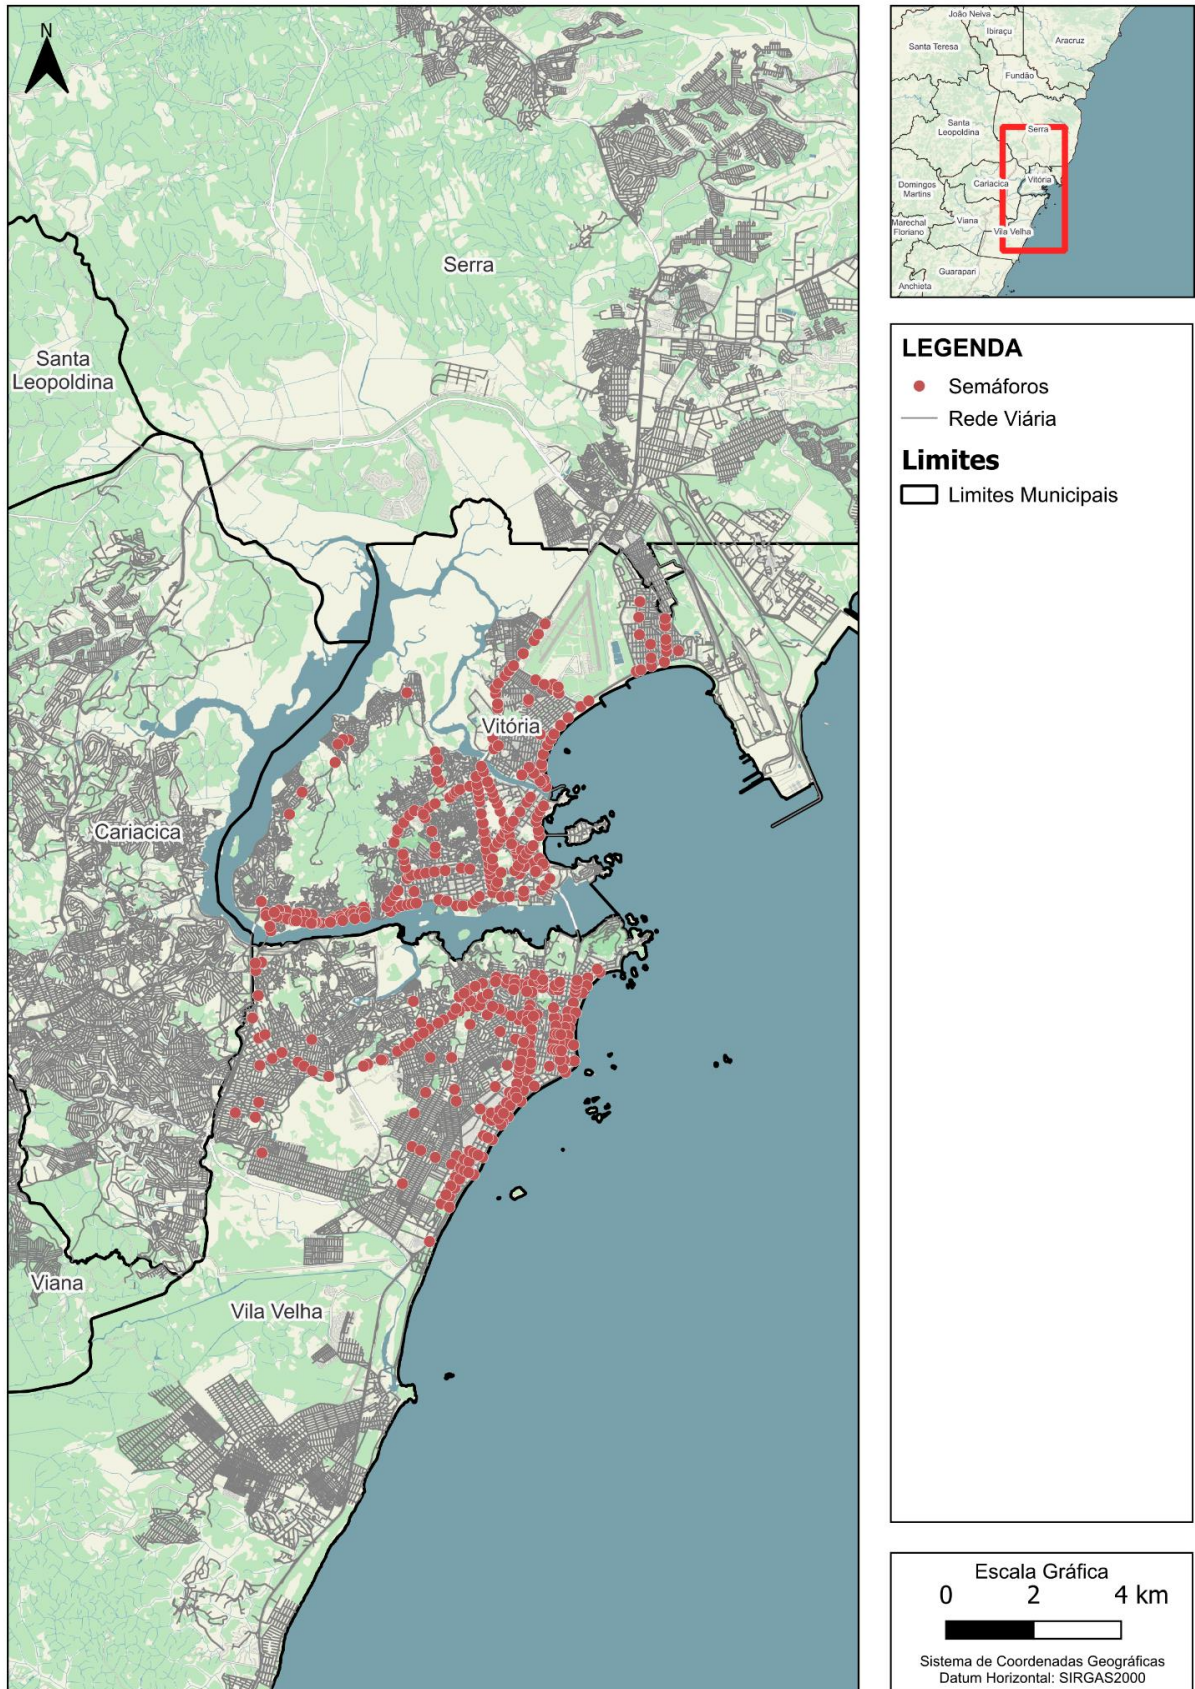 N
Serra
Santa
Leopoldina
Vitória
Cariacica
Viana
Vila Velha
João Neiva
Ibiraçu
Aracruz
Santa Teresa
Fundão
Santa
Leopoldina
Serra
Domingos
Martins
Cariacica
Vitória
Marechal
Floriano
Viana
Vila Velha
Guarapari
Anchieta
LEGENDA
Semáforos
Rede Viária
Limites
Limites Municipais
Escala Gráfica
0 2 4 km
Sistema de Coordenadas Geográficas
Datum Horizontal: SIRGAS2000